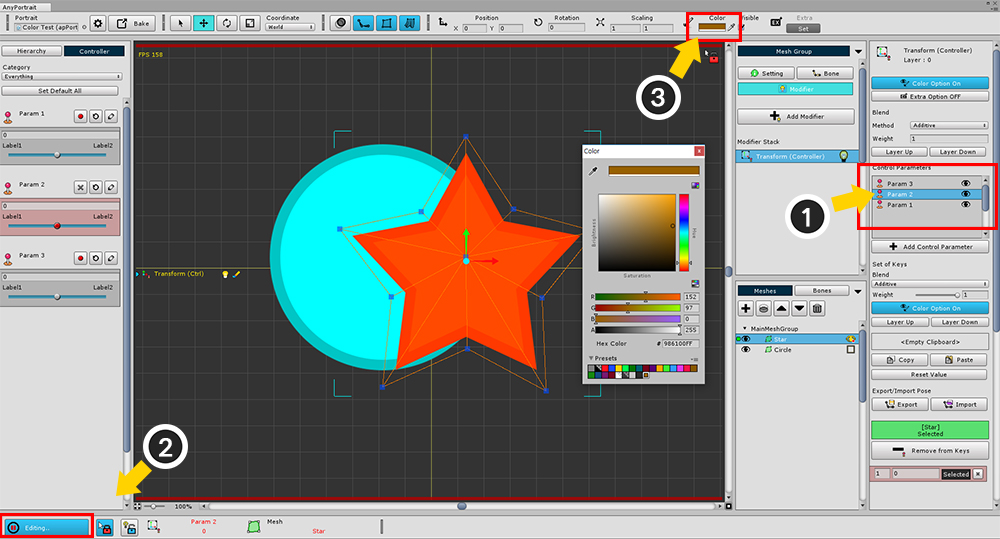 AnyPortrait
Portrait
Color Test (apPort
Bake
Coordinate
World
Position
X 0 Y 0
Rotation
0
Scaling
1 1
Color
Visible
EX
Extra
Set
Hierarchy
Controller
Category
Everything
Set Default All
Param 1
0
Label1 Label2
Param 2
0
Label1 Label2
Param 3
0
Label1 Label2
FPS 158
3
Transform (Ctrl)
Color
Brightness
Hue
Saturation
R 152
G 97
B 0
A 255
Hex Color # 986100FF
Presets
100%
2
Editing..
Param 2
0
Mesh
Star
Mesh Group
Setting
Bone
Modifier
Add Modifier
Modifier Stack
Transform (Controller)
1
Meshes
Bones
MainMeshGroup
Star
Circle
Transform (Controller)
Layer : 0
Color Option On
Extra Option OFF
Blend
Method Additive
Weight 1
Layer Up Layer Down
Control Parameters
Param 3
Param 2
Param 1
Add Control Parameter
Set of Keys
Blend
Additive
Weight 1
Color Option On
Layer Up Layer Down
<Empty Clipboard>
Copy Paste
Reset Value
Export/Import Pose
Export Import
[Star]
Selected
Remove from Keys
1 0 Selected